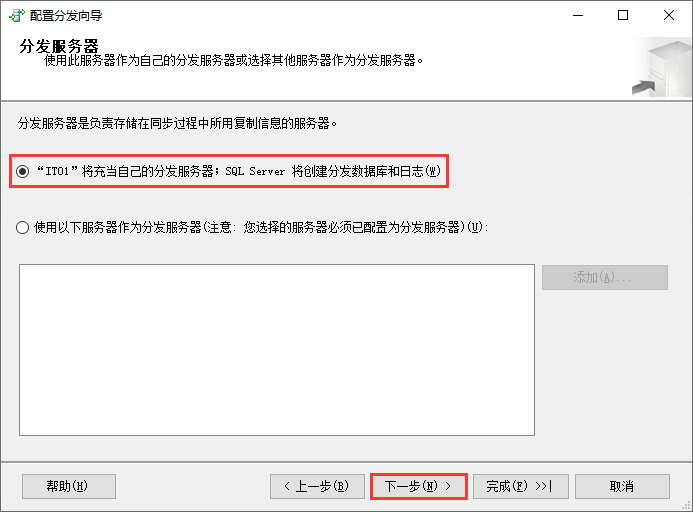 配置分发向导
分发服务器
使用此服务器作为自己的分发服务器或选择其他服务器作为分发服务器。
分发服务器是负责存储在同步过程中所用复制信息的服务器。
“IT01”将充当自己的分发服务器；SQL Server 将创建分发数据库和日志(W)
使用以下服务器作为分发服务器(注意: 您选择的服务器必须已配置为分发服务器)(U):
添加(A)...
帮助(H)
< 上一步(B)
下一步(N) >
完成(F) >>|
取消